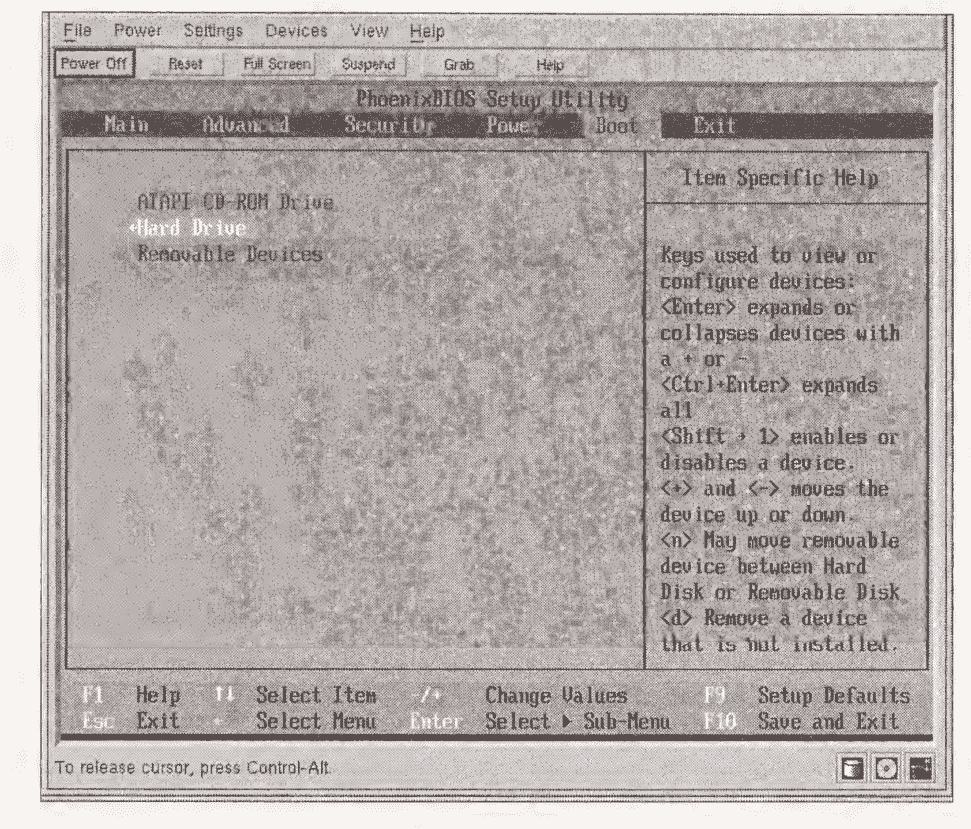 File Power Settings Devices View Help
Power Off Reset Full Screen Suspend Grab Help
PhoenixBIOS Setup Utility
Main Advanced Security Power Boot Exit
Item Specific Help
ATAPI CD-ROM Drive
+Hard Drive
Removable Devices
Keys used to view or
configure devices:
<Enter> expands or
collapses devices with
a + or -
<Ctrl+Enter> expands
all
<Shift + 1> enables or
disables a device.
<+> and <-> moves the
device up or down.
<n> May move removable
device between Hard
Disk or Removable Disk
<d> Remove a device
that is not installed.
F1 Help ↑↓ Select Item -/+ Change Values F9 Setup Defaults
Esc Exit Select Menu Enter Select ▶ Sub-Menu F10 Save and Exit
To release cursor, press Control-Alt.